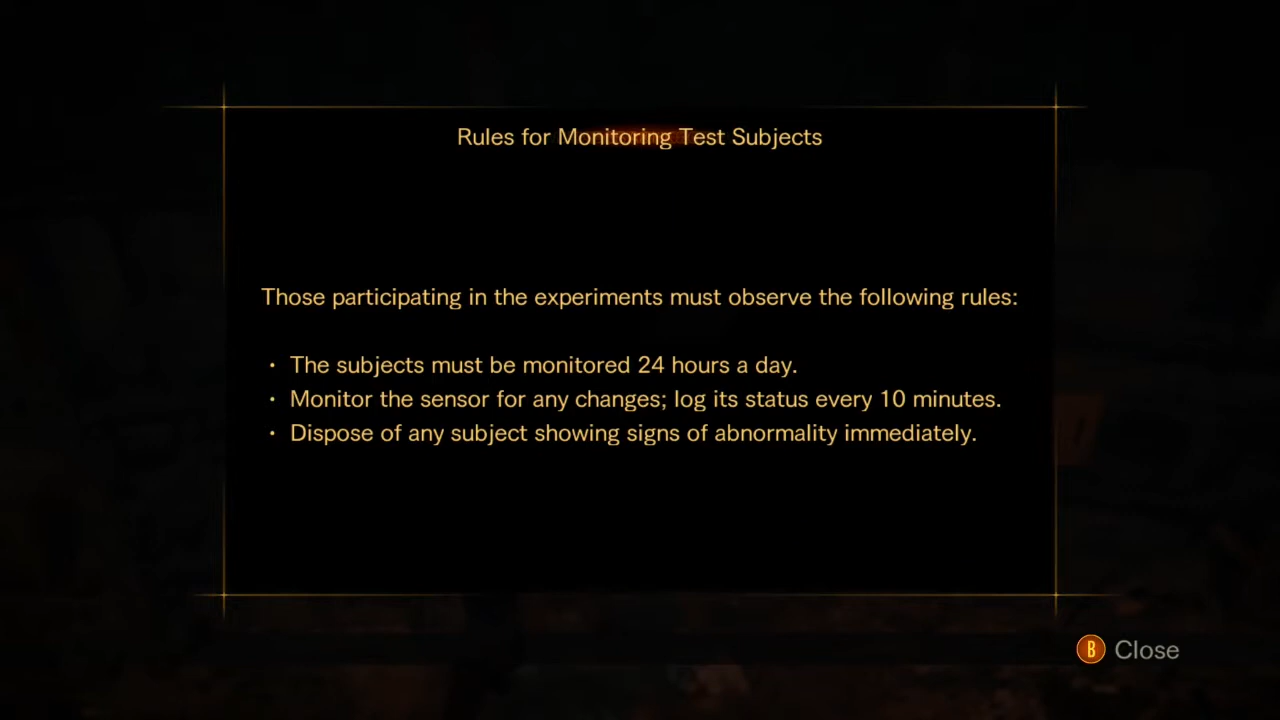 Rules for Monitoring Test Subjects
Those participating in the experiments must observe the following rules:
・ The subjects must be monitored 24 hours a day.
・ Monitor the sensor for any changes; log its status every 10 minutes.
・ Dispose of any subject showing signs of abnormality immediately.
B Close